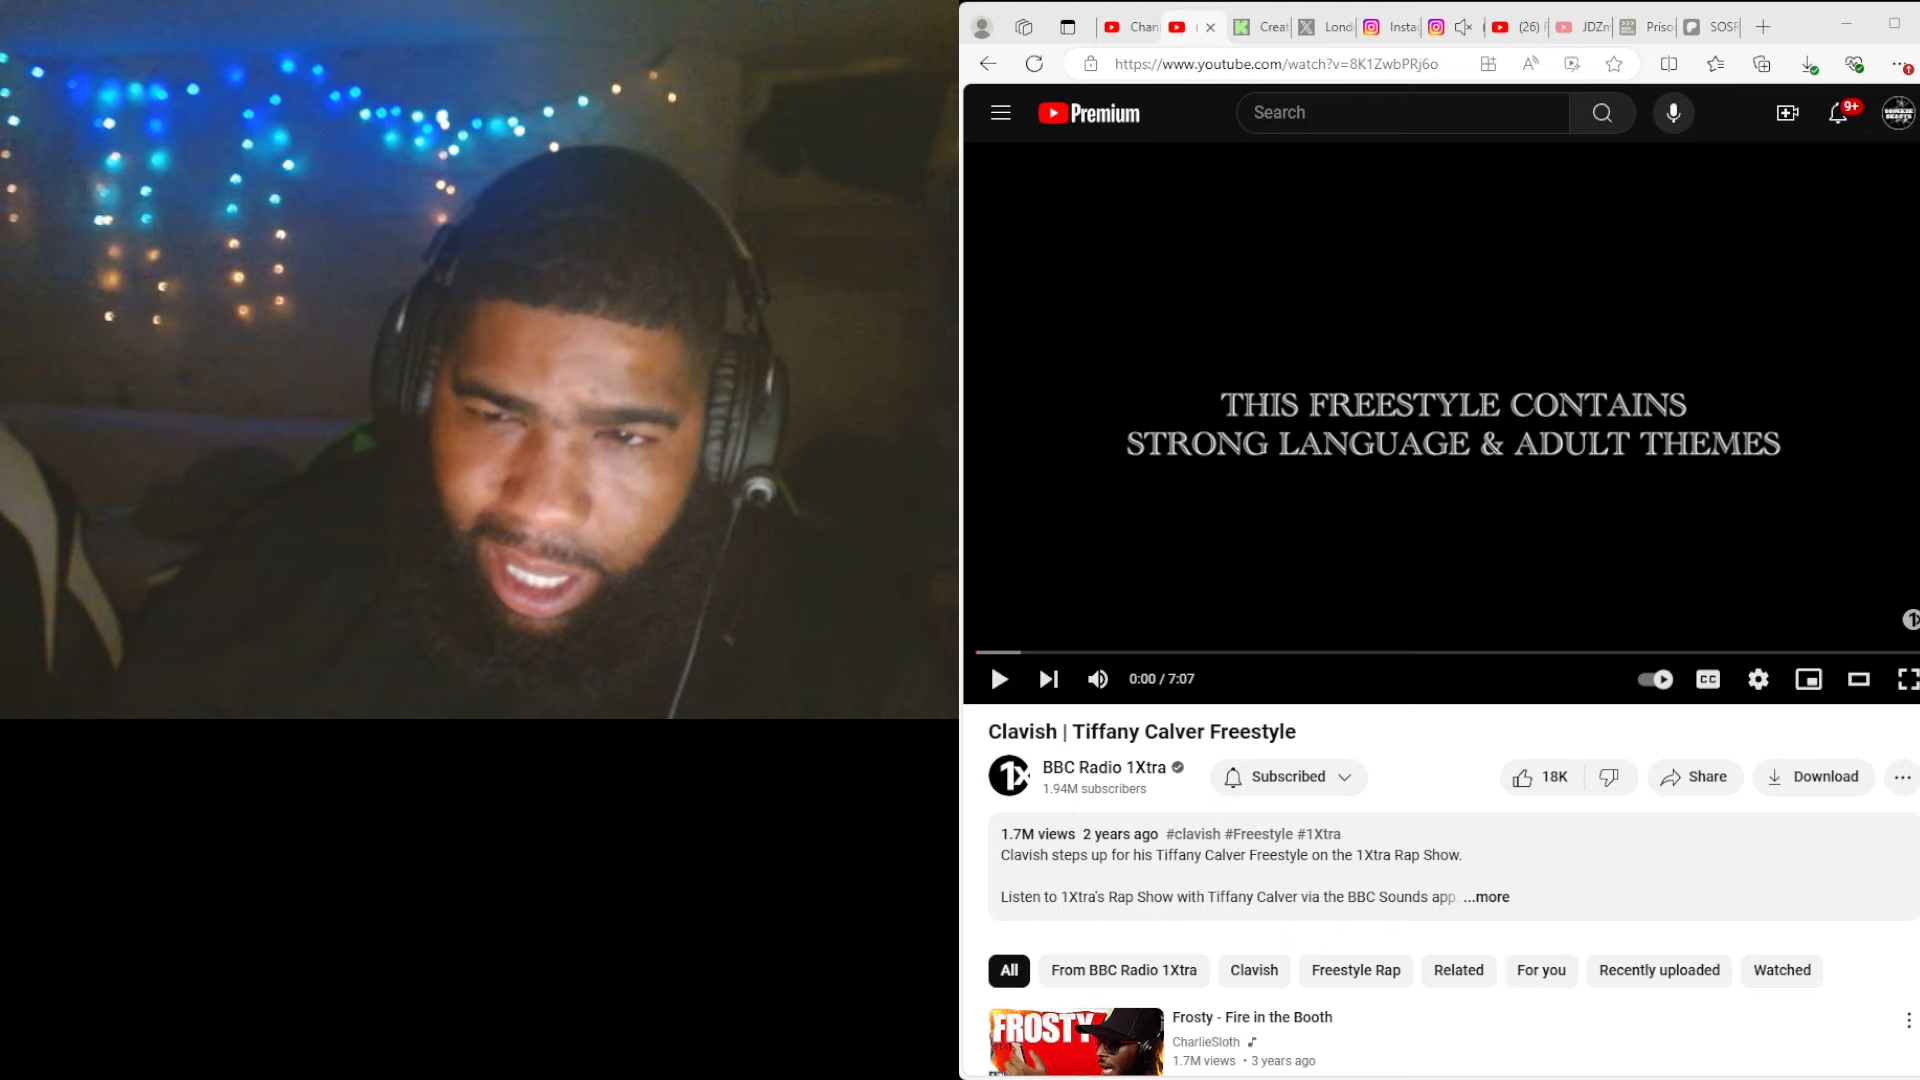 Chan
Creat
Lond
Insta
(26)
JDZn
Priso
SOSF
https://www.youtube.com/watch?v=8K1ZwbPRj6o
Premium
Search
9+
THIS FREESTYLE CONTAINS
STRONG LANGUAGE & ADULT THEMES
0:00 / 7:07
CC
Clavish | Tiffany Calver Freestyle
1X
BBC Radio 1Xtra
1.94M subscribers
Subscribed
18K
Share
Download
1.7M views 2 years ago #clavish #Freestyle #1Xtra
Clavish steps up for his Tiffany Calver Freestyle on the 1Xtra Rap Show.
Listen to 1Xtra's Rap Show with Tiffany Calver via the BBC Sounds app. ...more
All
From BBC Radio 1Xtra
Clavish
Freestyle Rap
Related
For you
Recently uploaded
Watched
FROSTY
Frosty - Fire in the Booth
CharlieSloth
1.7M views • 3 years ago